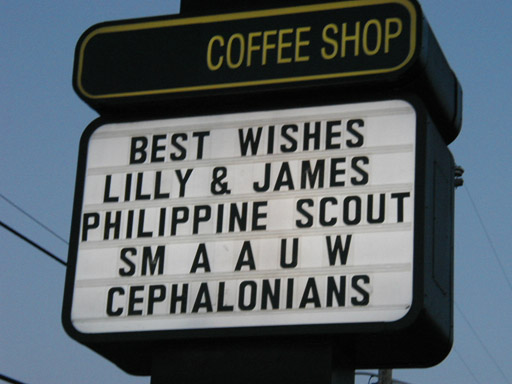 COFFEE SHOP
BEST WISHES
LILLY & JAMES
PHILIPPINE SCOUT
SM A A U W
CEPHALONIANS